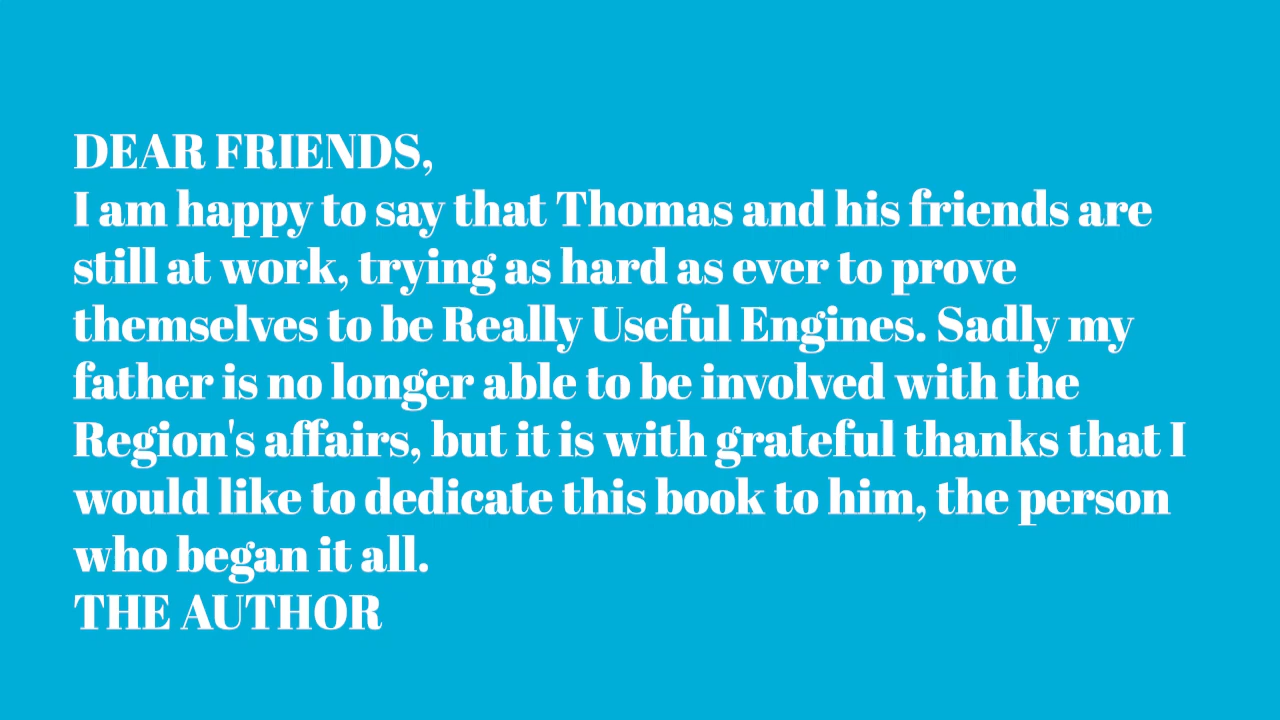 DEAR FRIENDS,
I am happy to say that Thomas and his friends are
still at work, trying as hard as ever to prove
themselves to be Really Useful Engines. Sadly my
father is no longer able to be involved with the
Region's affairs, but it is with grateful thanks that I
would like to dedicate this book to him, the person
who began it all.
THE AUTHOR